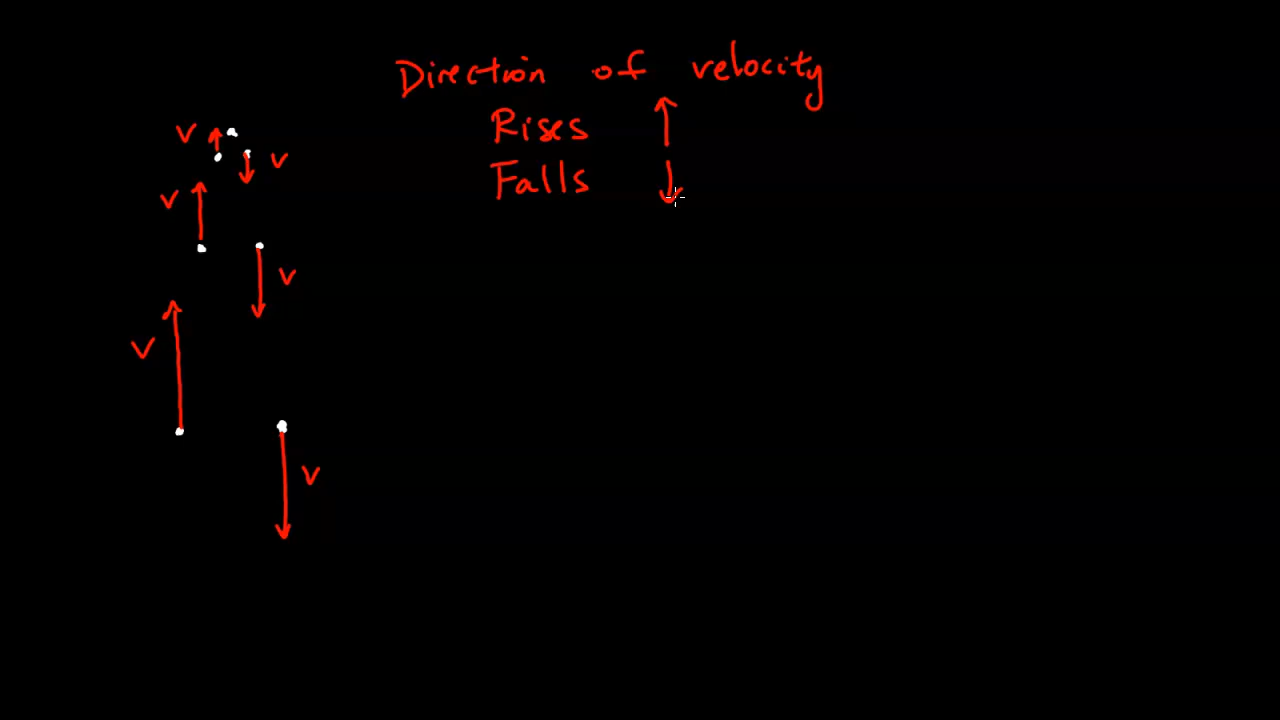 Direction of velocity
Rises ↑
Falls ↓
v
v
v
v
v
v